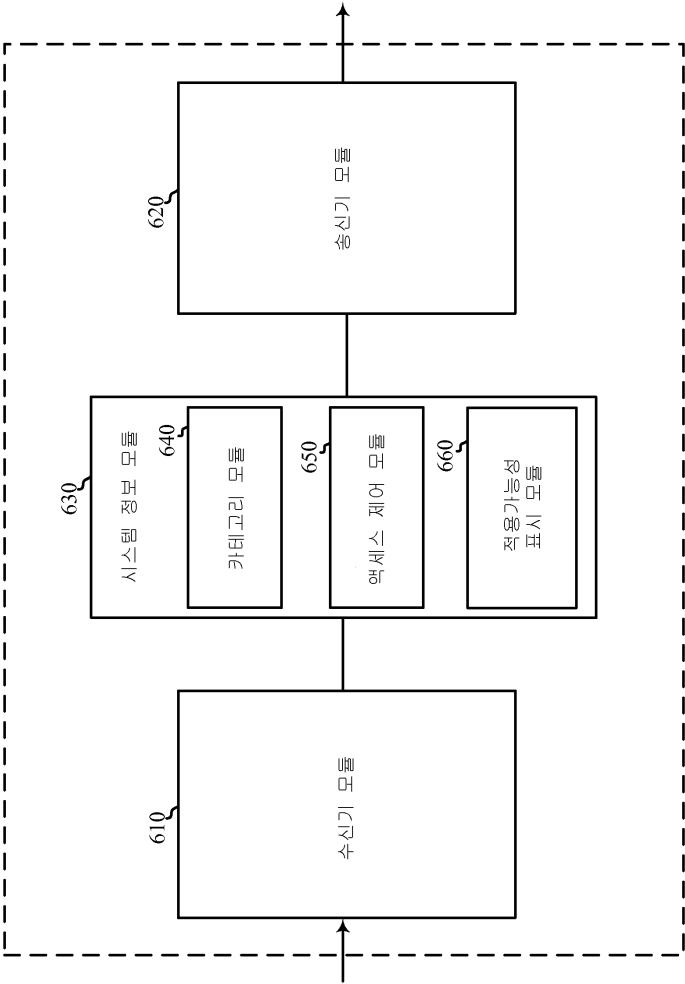 610
수신기 모듈
630
시스템 정보 모듈
640
카테고리 모듈
650
액세스 제어 모듈
660
적용가능성
표시 모듈
620
송신기 모듈